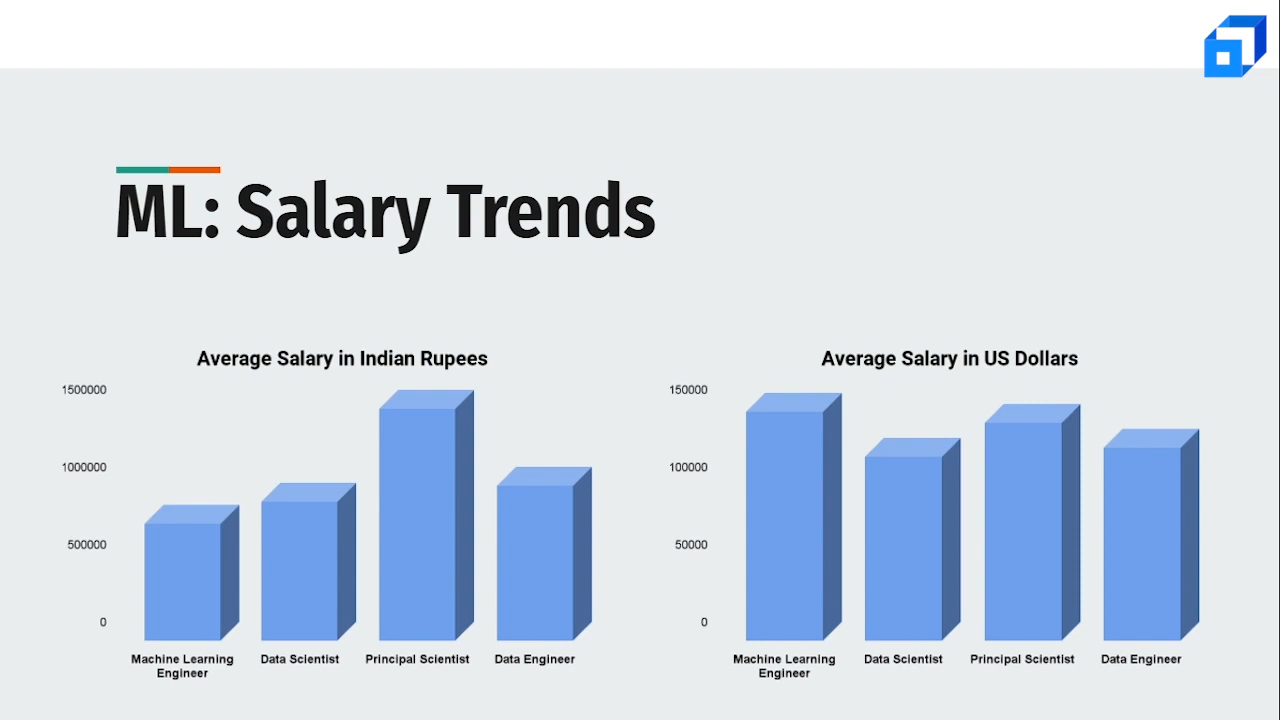 ML: Salary Trends
Average Salary in Indian Rupees
1500000
1000000
500000
0
Machine Learning
Engineer
Data Scientist
Principal Scientist
Data Engineer
Average Salary in US Dollars
150000
100000
50000
0
Machine Learning
Engineer
Data Scientist
Principal Scientist
Data Engineer